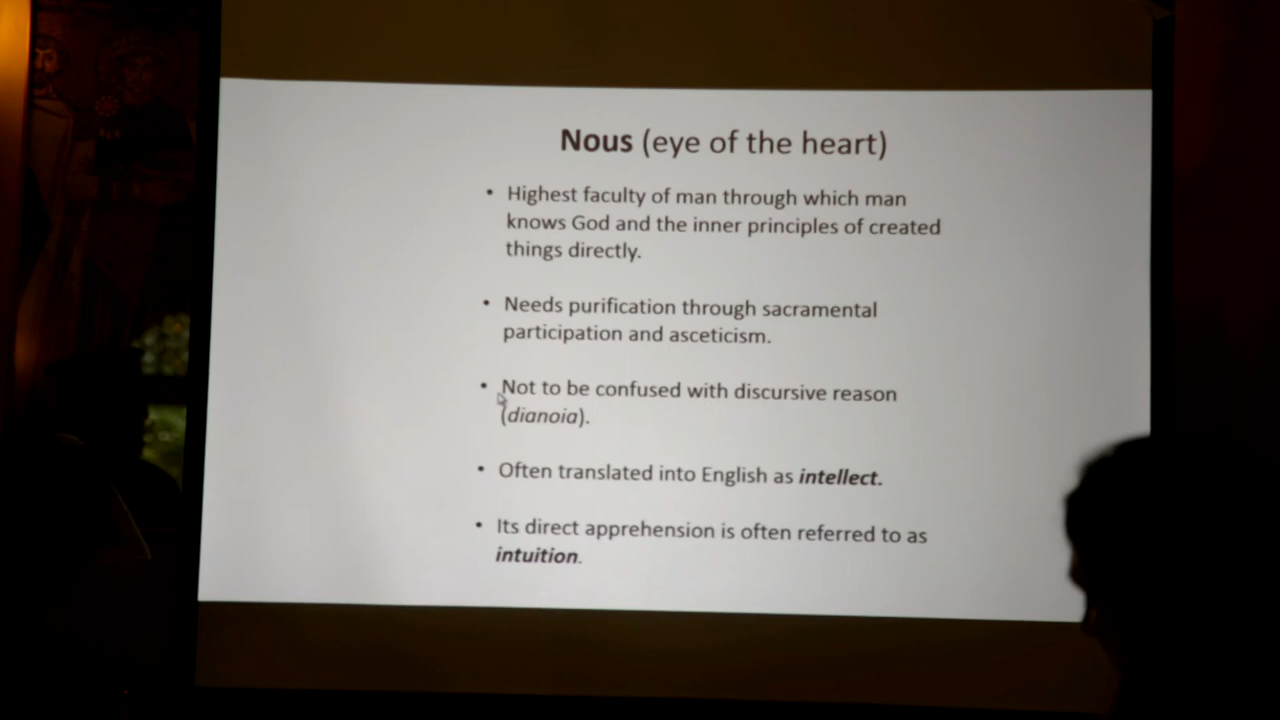 Nous (eye of the heart)
• Highest faculty of man through which man
knows God and the inner principles of created
things directly.
• Needs purification through sacramental
participation and asceticism.
• Not to be confused with discursive reason
(dianoia).
• Often translated into English as intellect.
• Its direct apprehension is often referred to as
intuition.